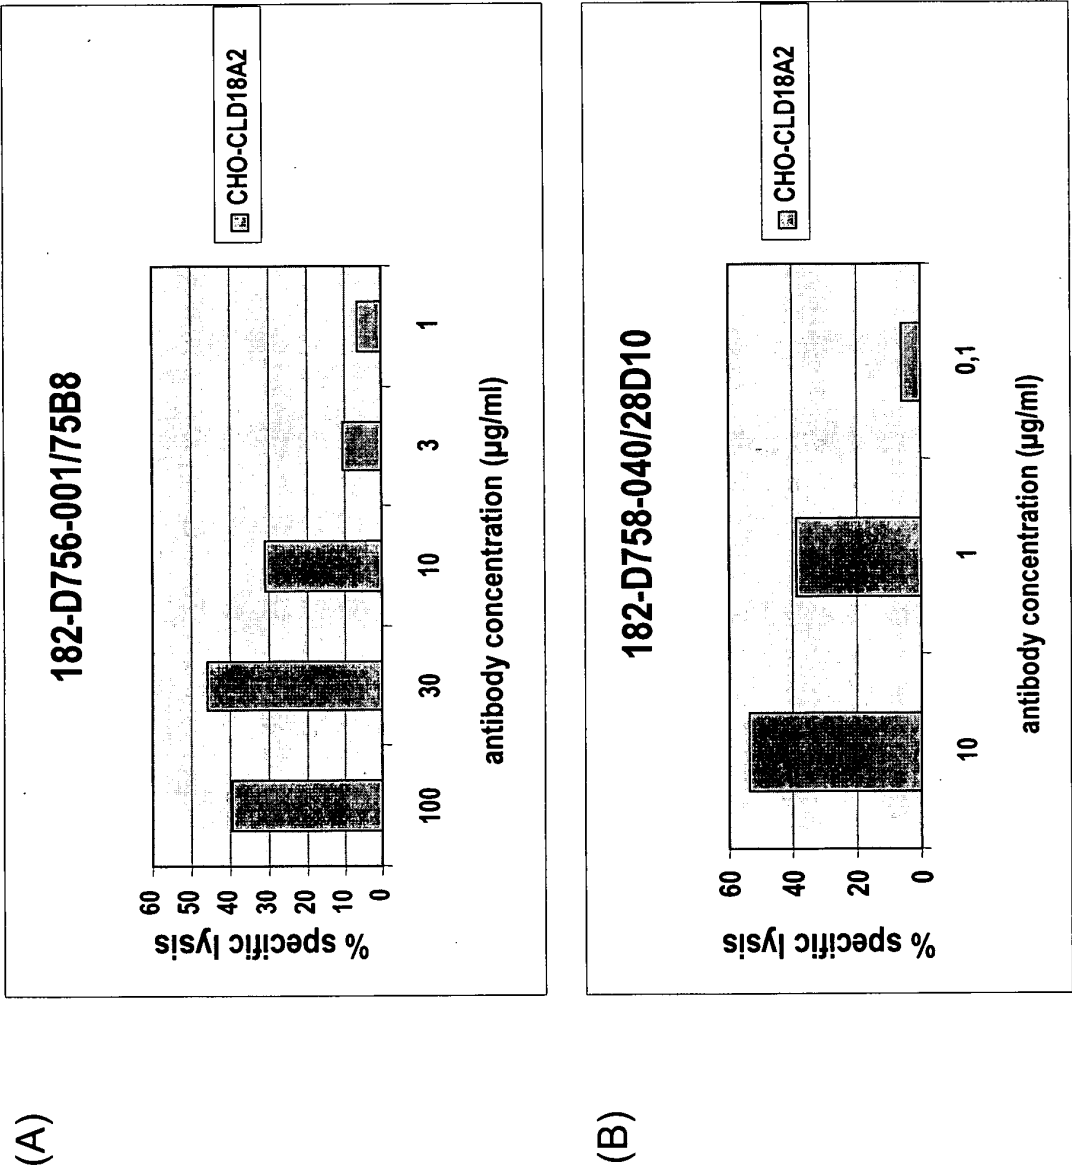 (A)
182-D756-001/75B8
% specific lysis
60
50
40
30
20
10
0
100
30
10
3
1
antibody concentration (µg/ml)
CHO-CLD18A2
(B)
182-D758-040/28D10
% specific lysis
60
40
20
0
10
1
0,1
antibody concentration (µg/ml)
CHO-CLD18A2